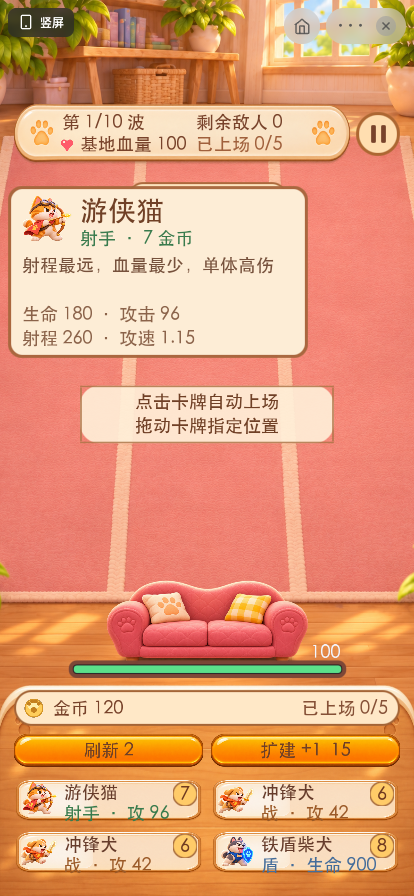 竖屏
第 1/10 波 剩余敌人 0
基地血量 100 已上场 0/5
游侠猫
射手 · 7 金币
射程最远，血量最少，单体高伤
生命 180 · 攻击 96
射程 260 · 攻速 1.15
点击卡牌自动上场
拖动卡牌指定位置
100
金币 120 已上场 0/5
刷新 2 扩建 +1 15
游侠猫 7
射手 · 攻 96
冲锋犬 6
战 · 攻 42
冲锋犬 6
战 · 攻 42
铁盾柴犬 8
盾 · 生命 900